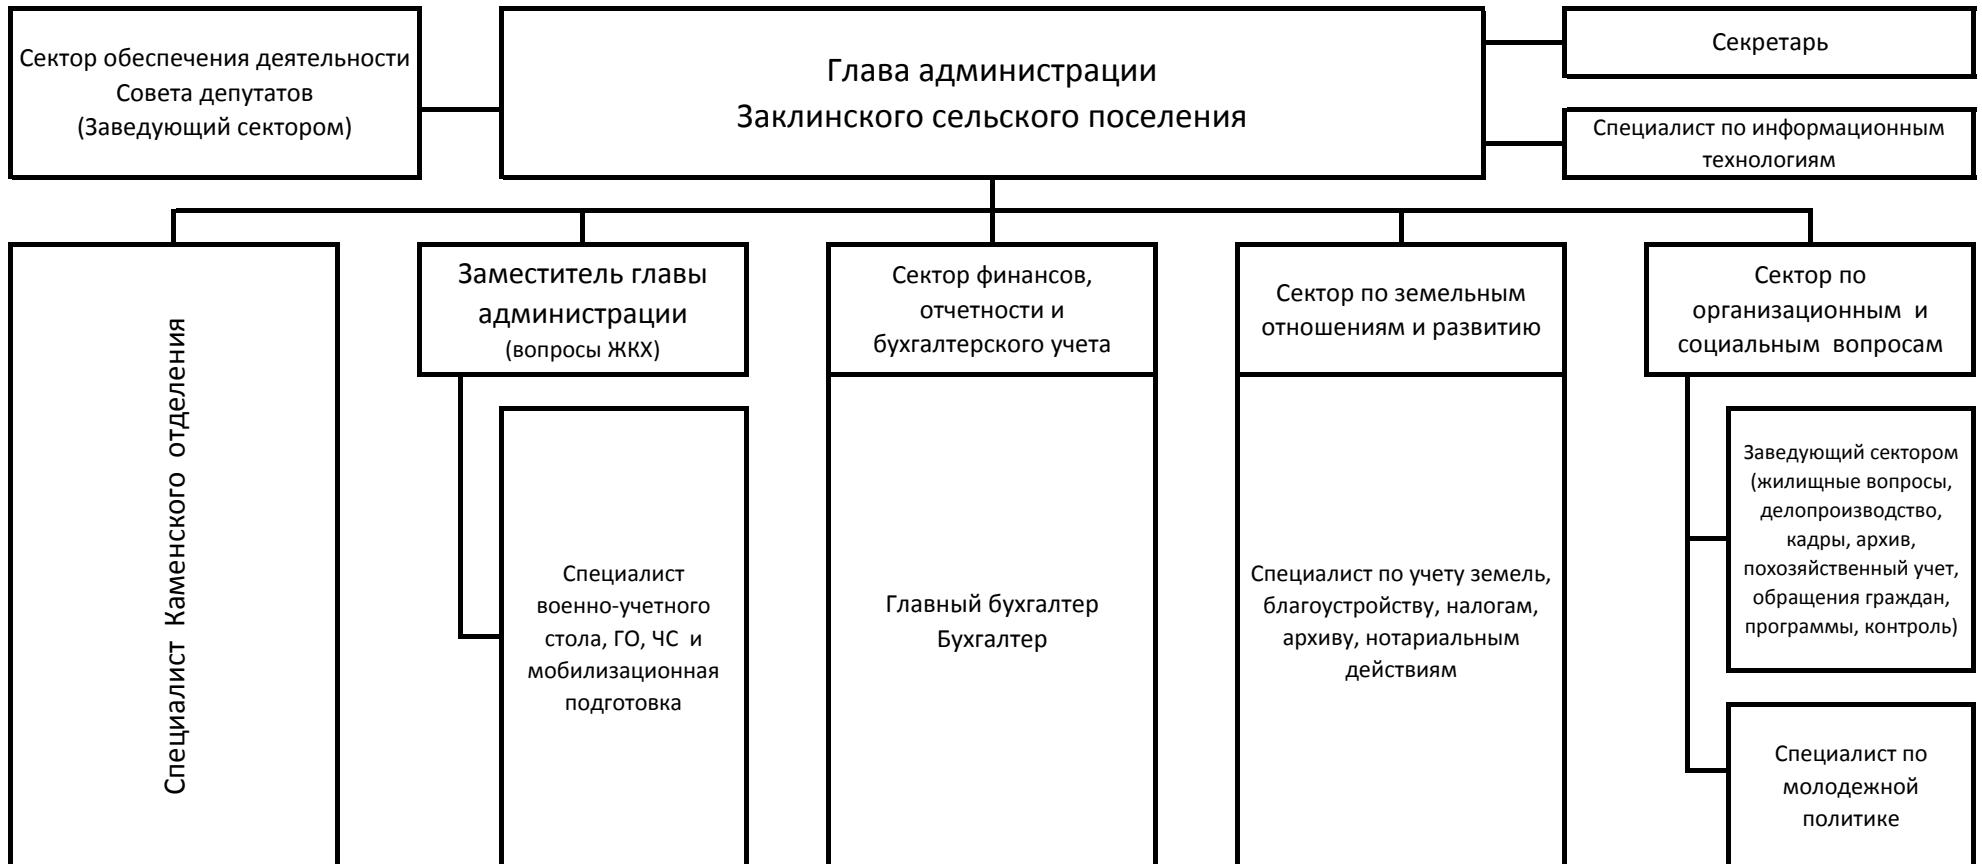 Сектор обеспечения деятельности
Совета депутатов
(Заведующий сектором)
Глава администрации
Заклинского сельского поселения
Секретарь
Специалист по информационным
технологиям
Специалист Каменского отделения
Заместитель главы
администрации
(вопросы ЖКХ)
Специалист
военно-учетного
стола, ГО, ЧС и
мобилизационная
подготовка
Сектор финансов,
отчетности и
бухгалтерского учета
Главный бухгалтер
Бухгалтер
Сектор по земельным
отношениям и развитию
Специалист по учету земель,
благоустройству, налогам,
архиву, нотариальным
действиям
Сектор по
организационным и
социальным вопросам
Заведующий сектором
(жилищные вопросы,
делопроизводство,
кадры, архив,
похозяйственный учет,
обращения граждан,
программы, контроль)
Специалист по
молодежной
политике